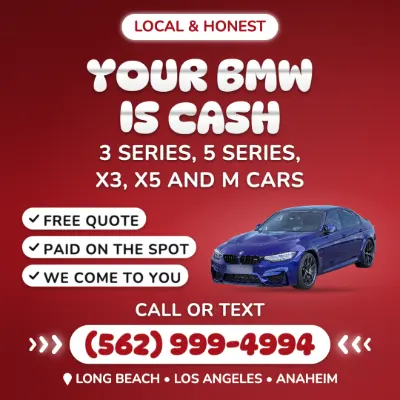 LOCAL & HONEST
YOUR BMW
IS CASH
3 SERIES, 5 SERIES,
X3, X5 AND M CARS
FREE QUOTE
PAID ON THE SPOT
WE COME TO YOU
CALL OR TEXT
(562) 999-4994
LONG BEACH • LOS ANGELES • ANAHEIM